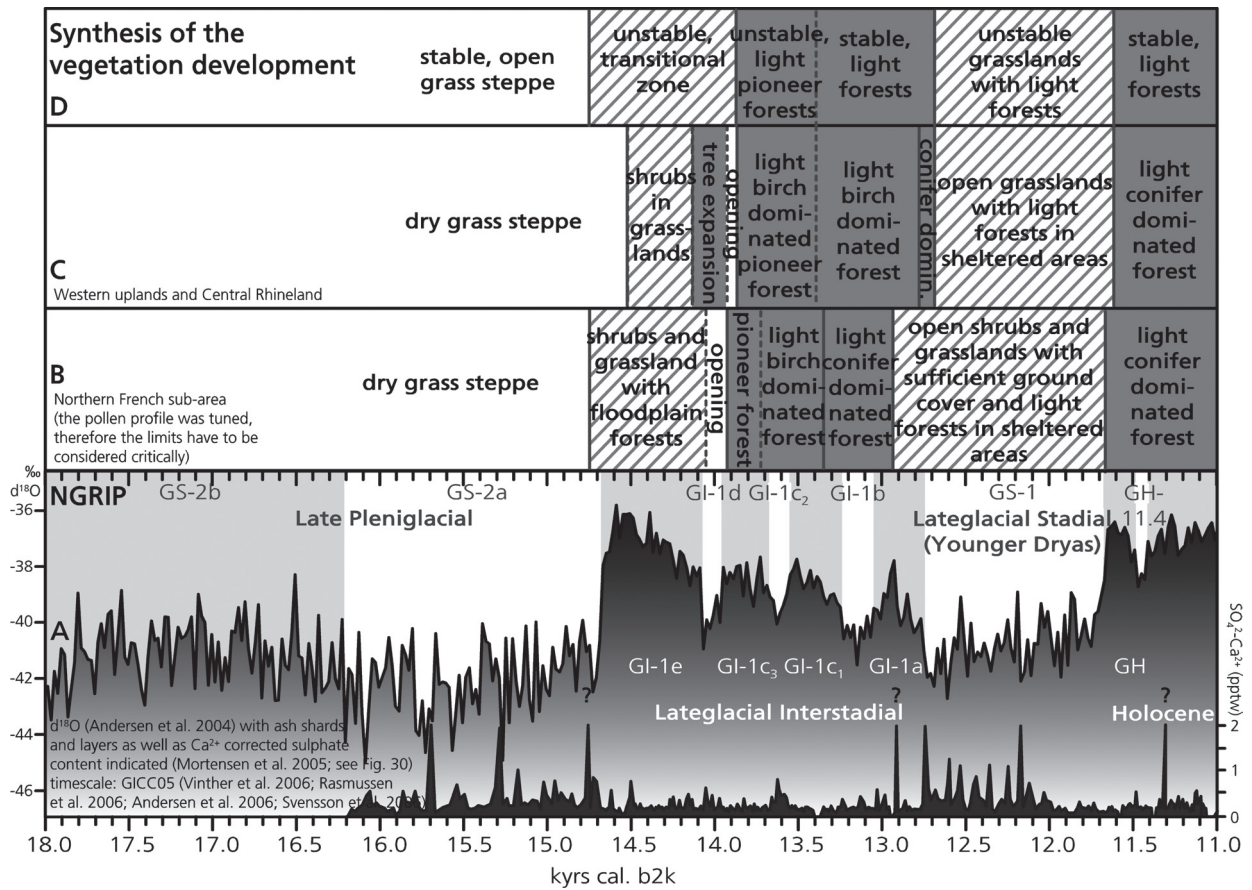 Synthesis of the
vegetation development
D
stable, open
grass steppe
unstable,
transitional
zone
unstable,
light
pioneer
forests
stable,
light
forests
unstable
grasslands
with light
forests
stable,
light
forests
C
Western uplands and Central Rhineland
dry grass steppe
shrubs
in
grass-
lands
tree expansion
opening
light
birch
domi-
nated
pioneer
forest
light
birch
domi-
nated
forest
conifer domin.
open grasslands
with light
forests in
sheltered areas
light
conifer
domi-
nated
forest
B
Northern French sub-area
(the pollen profile was tuned,
therefore the limits have to be
considered critically)
dry grass steppe
shrubs and
grassland
with
floodplain
forests
opening
pioneer forest
light
birch
domi-
nated
forest
light
conifer
domi-
nated
forest
open shrubs and
grasslands with
sufficient ground
cover and light
forests in sheltered
areas
light
conifer
domi-
nated
forest
‰
d¹⁸O
NGRIP
GS-2b
GS-2a
GI-1d
GI-1c₂
GI-1b
GS-1
GH-
11.4
Late Pleniglacial
Lateglacial Stadial
(Younger Dryas)
-36
-38
-40
-42
-44
-46
A
GI-1e
GI-1c₃
GI-1c₁
GI-1a
GH
?
?
?
Lateglacial Interstadial
Holocene
d¹⁸O (Andersen et al. 2004) with ash shards
and layers as well as Ca²⁺ corrected sulphate
content indicated (Mortensen et al. 2005; see Fig. 30)
timescale: GICC05 (Vinther et al. 2006; Rasmussen
et al. 2006; Andersen et al. 2006; Svensson et al. 2006)
SO₄²-Ca²⁺ (pptw)
2
1
0
18.0 17.5 17.0 16.5 16.0 15.5 15.0 14.5 14.0 13.5 13.0 12.5 12.0 11.5 11.0
kyrs cal. b2k